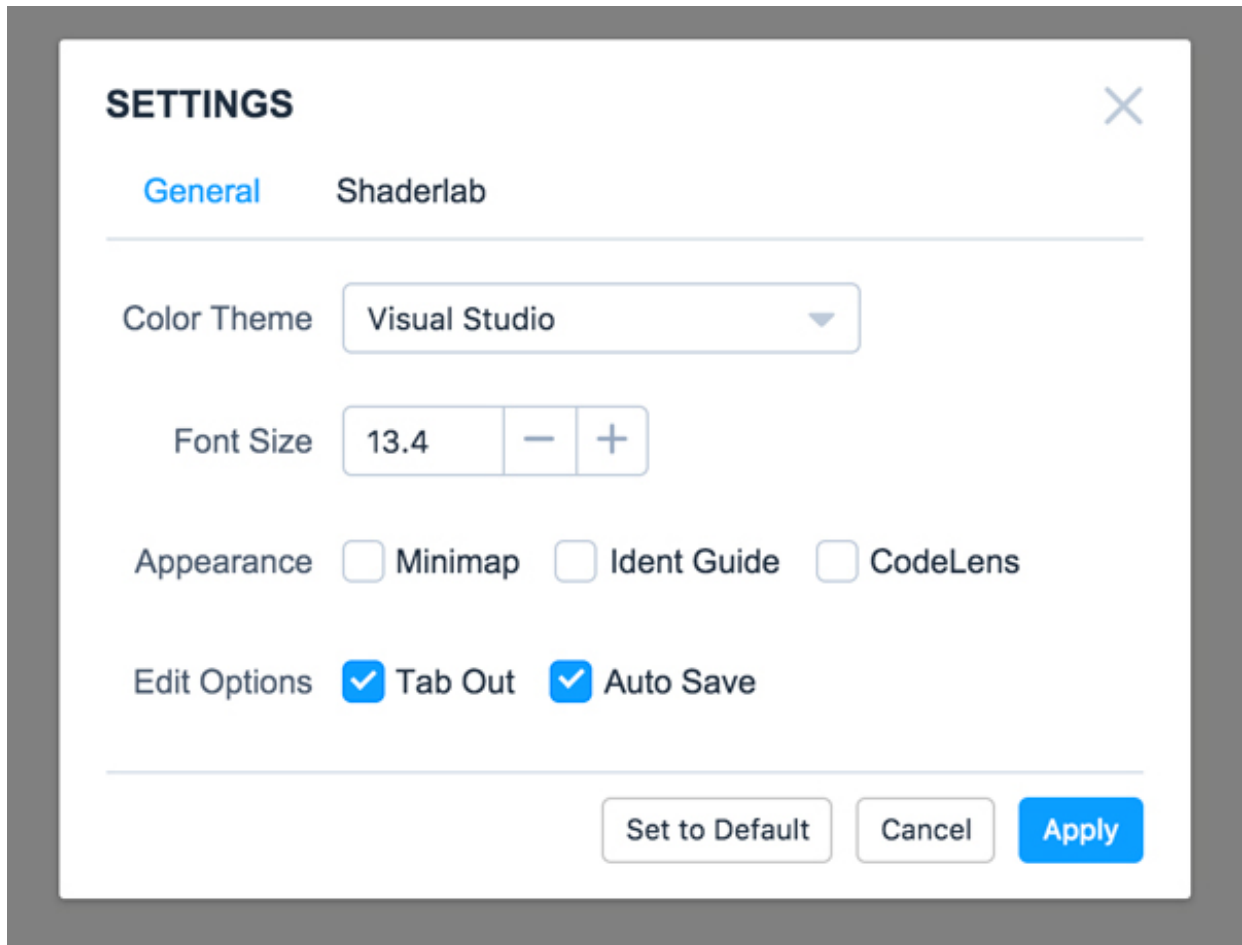 SETTINGS
General Shaderlab
Color Theme Visual Studio
Font Size 13.4
Appearance Minimap Ident Guide CodeLens
Edit Options Tab Out Auto Save
Set to Default Cancel Apply